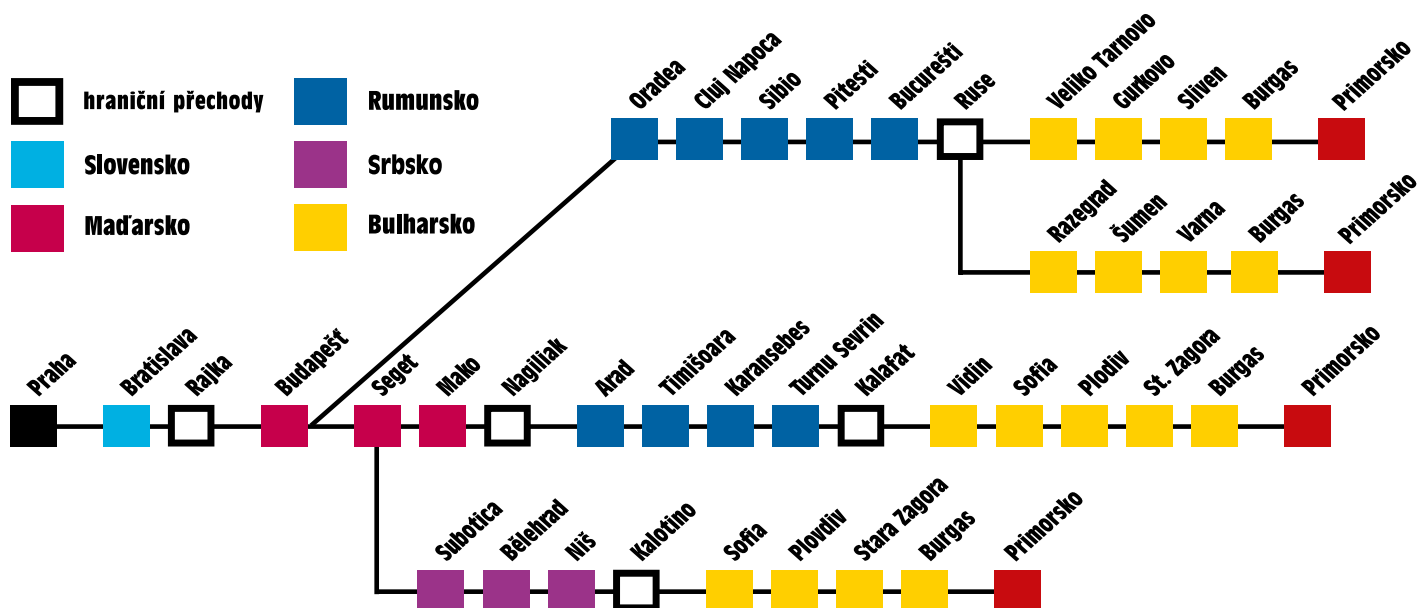 hraniční přechody
Slovensko
Maďarsko
Rumunsko
Srbsko
Bulharsko
Oradea
Cluj Napoca
Sibio
Pitesti
Bucurešti
Ruse
Veliko Tarnovo
Gurkovo
Sliven
Burgas
Primorsko
Razegrad
Šumen
Varna
Burgas
Primorsko
Praha
Bratislava
Rajka
Budapešť
Seget
Mako
Nagiliak
Arad
Timišoara
Karansebes
Turnu Sevrin
Kalafat
Vidin
Sofia
Plodiv
St. Zagora
Burgas
Primorsko
Subotica
Bělehrad
Niš
Kalotino
Sofia
Plovdiv
Stara Zagora
Burgas
Primorsko